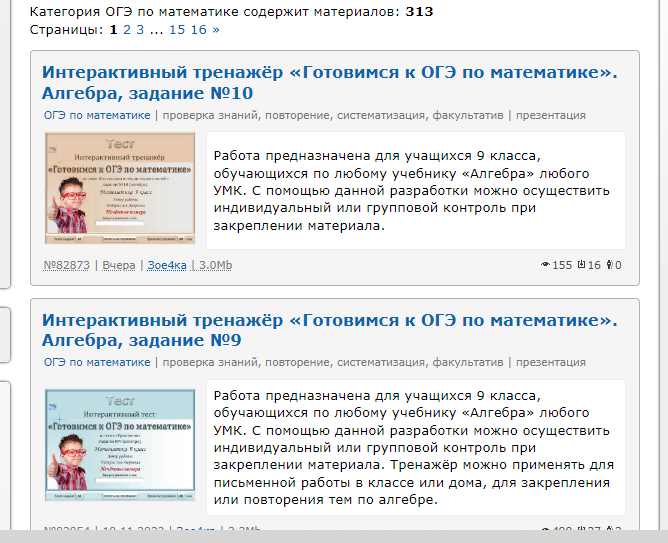 Категория ОГЭ по математике содержит материалов: 313
Страницы: 1 2 3 ... 15 16 »
Интерактивный тренажёр «Готовимся к ОГЭ по математике».
Алгебра, задание №10
ОГЭ по математике | проверка знаний, повторение, систематизация, факультатив | презентация
Тест
Интерактивный тренажёр
«Готовимся к ОГЭ по математике»
Математика 9 класс
Работа предназначена для учащихся 9 класса,
обучающихся по любому учебнику «Алгебра» любого
УМК. С помощью данной разработки можно осуществить
индивидуальный или групповой контроль при
закреплении материала.
№82873 | Вчера | Zoe4ка | 3.0Mb
155 16 0
Интерактивный тренажёр «Готовимся к ОГЭ по математике».
Алгебра, задание №9
ОГЭ по математике | проверка знаний, повторение, систематизация, факультатив | презентация
Тест
Интерактивный тест
«Готовимся к ОГЭ по математике»
Математика 9 класс
Работа предназначена для учащихся 9 класса,
обучающихся по любому учебнику «Алгебра» любого
УМК. С помощью данной разработки можно осуществить
индивидуальный или групповой контроль при
закреплении материала. Тренажёр можно применять для
письменной работы в классе или дома, для закрепления
или повторения тем по алгебре.